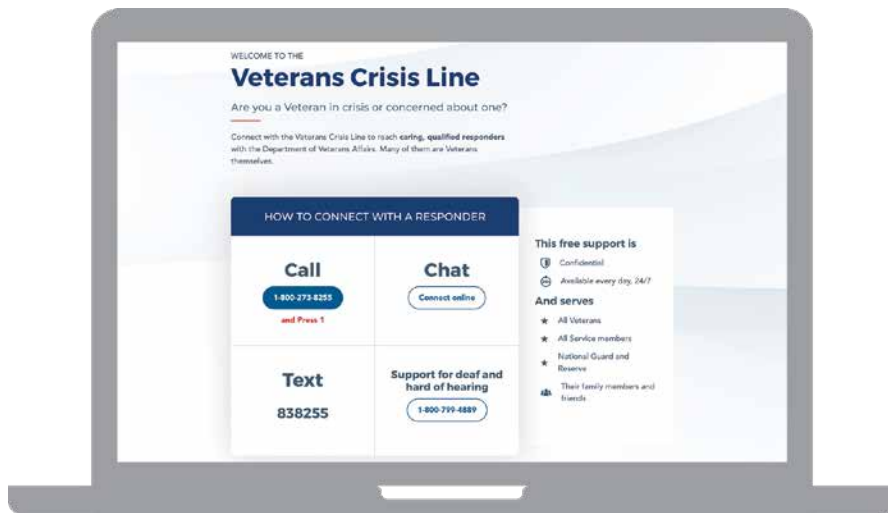 WELCOME TO THE
Veterans Crisis Line
Are you a Veteran in crisis or concerned about one?
Connect with the Veterans Crisis Line to reach caring, qualified responders
with the Department of Veterans Affairs. Many of them are Veterans
themselves.
HOW TO CONNECT WITH A RESPONDER
Call
1-800-273-8255
and Press 1
Chat
Connect online
Text
838255
Support for deaf and
hard of hearing
1-800-799-4889
This free support is
Confidential
Available every day, 24/7
And serves
All Veterans
All Service members
National Guard and
Reserve
Their family members and
friends